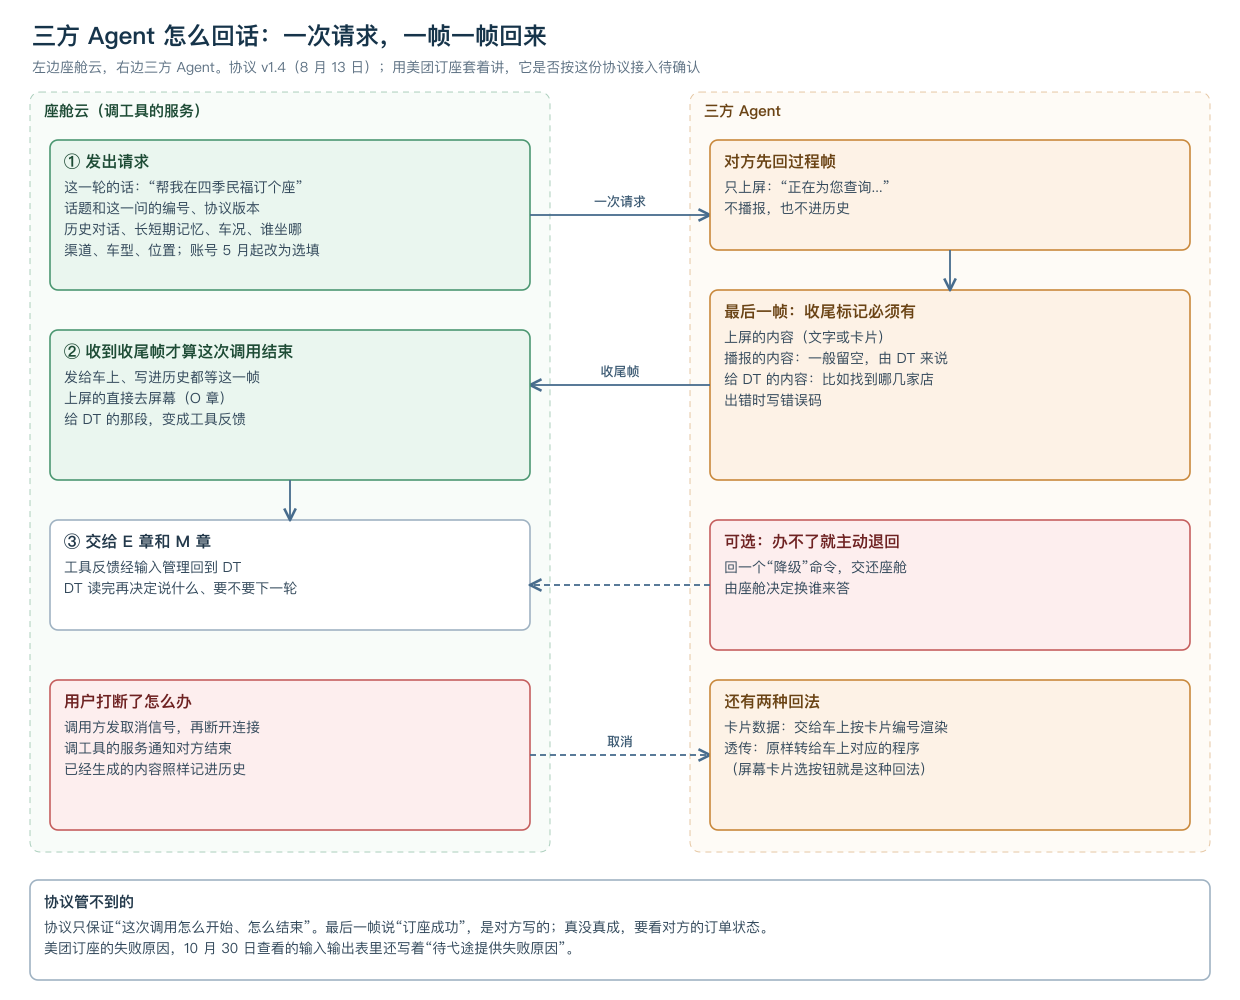 三方 Agent 怎么回话：一次请求，一帧一帧回来
左边座舱云，右边三方 Agent。协议 v1.4（8 月 13 日）；用美团订座套着讲，它是否按这份协议接入待确认
座舱云（调工具的服务）
① 发出请求
这一轮的话：“帮我在四季民福订个座”
话题和这一问的编号、协议版本
历史对话、长短期记忆、车况、谁坐哪
渠道、车型、位置；账号 5 月起改为选填
一次请求
三方 Agent
对方先回过程帧
只上屏：“正在为您查询...”
不播报，也不进历史
最后一帧：收尾标记必须有
上屏的内容（文字或卡片）
播报的内容：一般留空，由 DT 来说
给 DT 的内容：比如找到哪几家店
出错时写错误码
收尾帧
② 收到收尾帧才算这次调用结束
发给车上、写进历史都等这一帧
上屏的直接去屏幕（O 章）
给 DT 的那段，变成工具反馈
③ 交给 E 章和 M 章
工具反馈经输入管理回到 DT
DT 读完再决定说什么、要不要下一轮
可选：办不了就主动退回
回一个“降级”命令，交还座舱
由座舱决定换谁来答
用户打断了怎么办
调用方发取消信号，再断开连接
调工具的服务通知对方结束
已经生成的内容照样记进历史
取消
还有两种回法
卡片数据：交给车上按卡片编号渲染
透传：原样转给车上对应的程序
（屏幕卡片选按钮就是这种回法）
协议管不到的
协议只保证“这次调用怎么开始、怎么结束”。最后一帧说“订座成功”，是对方写的；真没真成，要看对方的订单状态。
美团订座的失败原因，10 月 30 日查看的输入输出表里还写着“待弋途提供失败原因”。